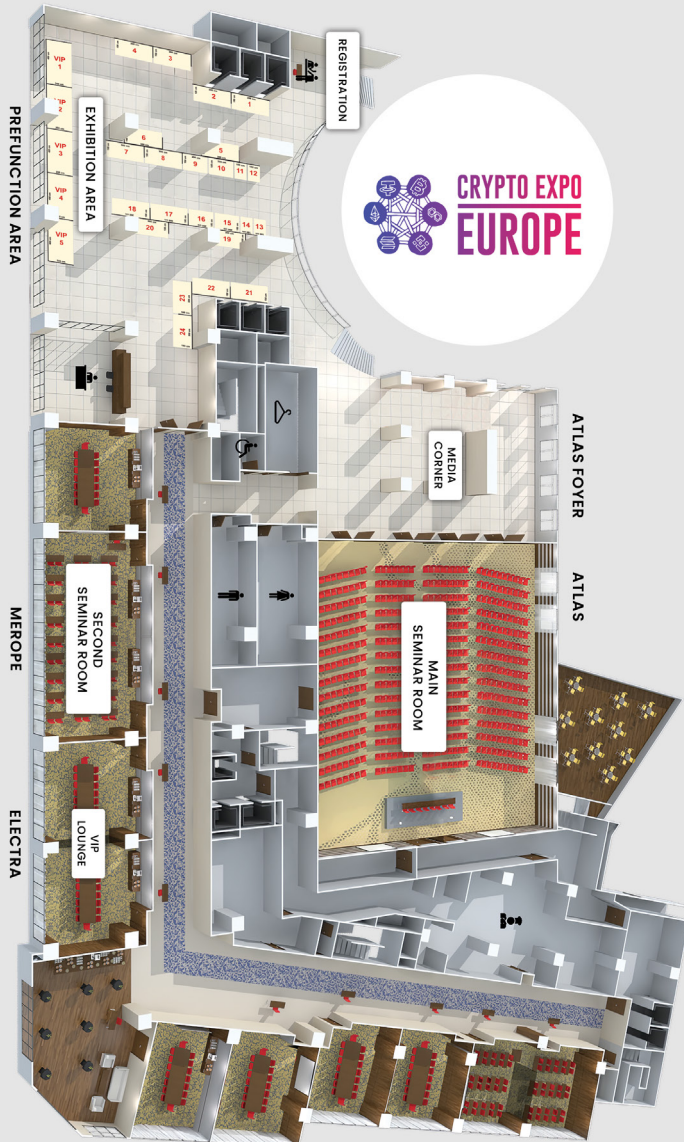 REGISTRATION
CRYPTO EXPO
EUROPE
4
3
2
1
VIP
1
VIP
2
VIP
3
VIP
4
VIP
5
EXHIBITION AREA
PREFUNCTION AREA
6
5
7
8
9
10
11
12
18
17
16
15
14
13
20
19
22
21
23
24
MEDIA
CORNER
ATLAS FOYER
ATLAS
MAIN
SEMINAR ROOM
SECOND
SEMINAR ROOM
MEROPE
VIP
LOUNGE
ELECTRA